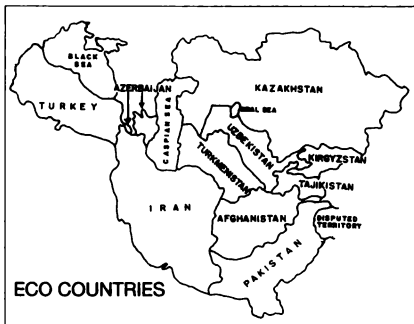 BLACK
SEA
AZERBAIJAN
TURKEY
CASPIAN SEA
KAZAKHSTAN
ARAL SEA
UZBEKISTAN
TURKMENISTAN
KIRGYZSTAN
TAJIKISTAN
IRAN
AFGHANISTAN
DISPUTED
TERRITORY
PAKISTAN
ECO COUNTRIES